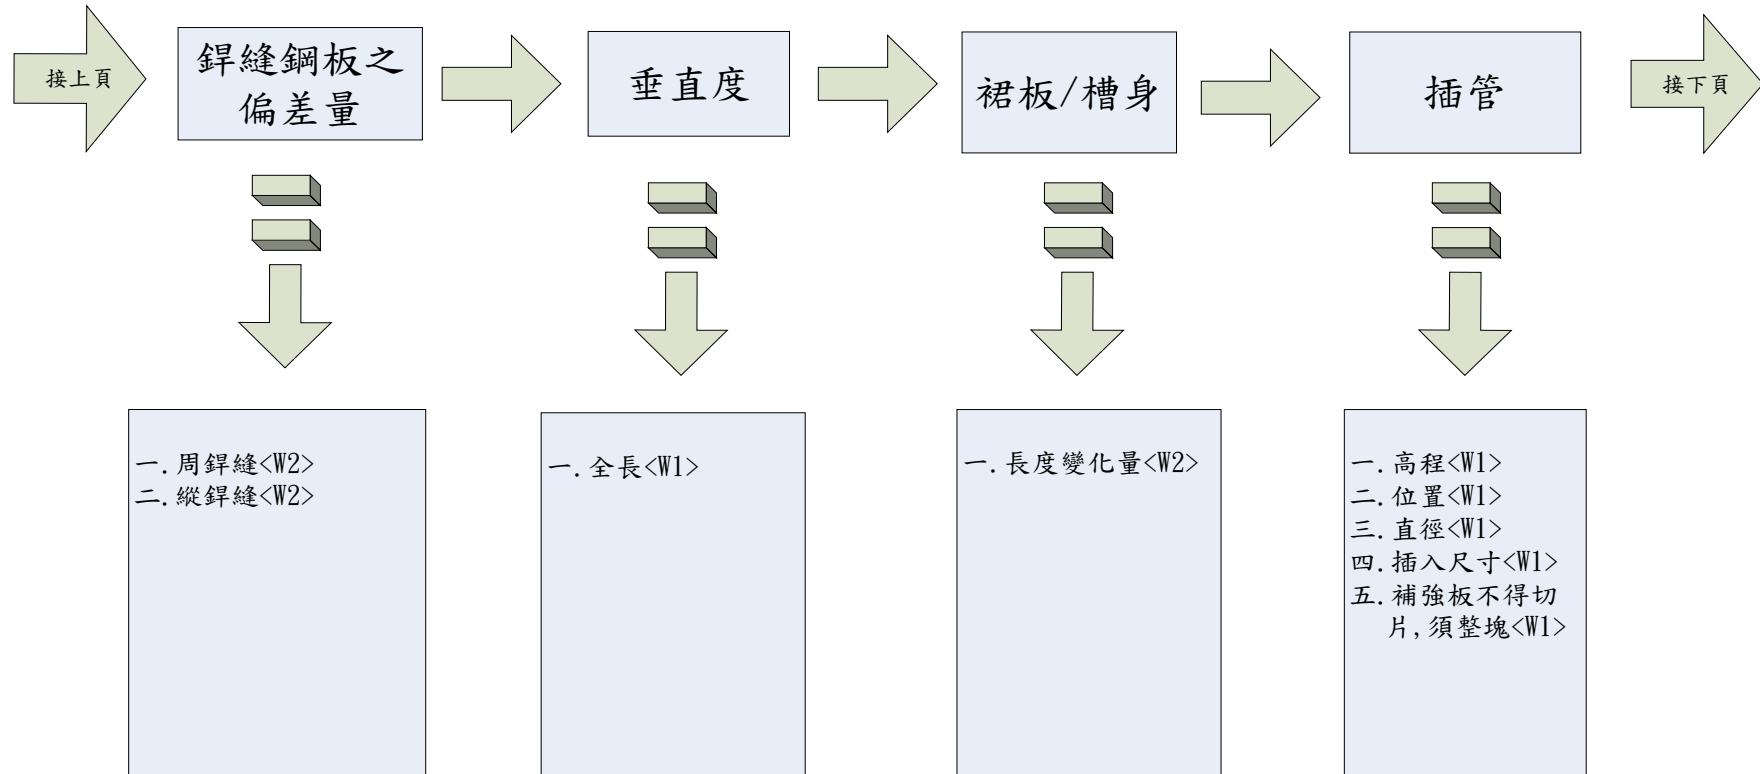 接上頁
銲縫鋼板之
偏差量
垂直度
裙板/槽身
插管
接下頁
一.周銲縫<W2>
二.縱銲縫<W2>
一.全長<W1>
一.長度變化量<W2>
一.高程<W1>
二.位置<W1>
三.直徑<W1>
四.插入尺寸<W1>
五.補強板不得切
片,須整塊<W1>